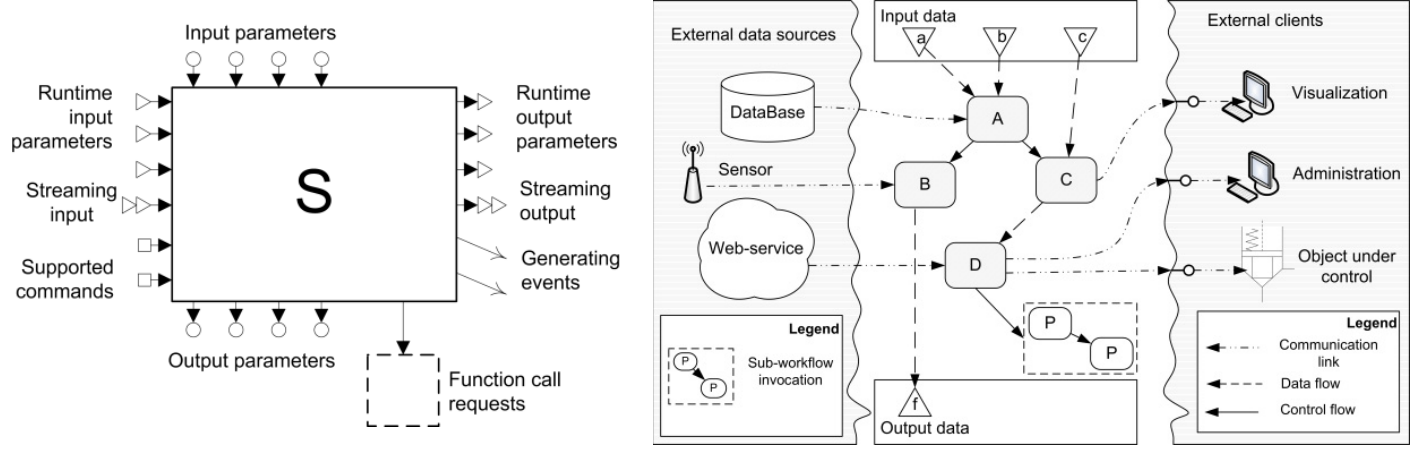 Input parameters
Runtime
input
parameters
Streaming
input
Supported
commands
S
Runtime
output
parameters
Streaming
output
Generating
events
Output parameters
Function call
requests
External data sources
DataBase
Sensor
Web-service
Legend
P
P
Sub-workflow
invocation
Input data
a
b
c
A
B
C
D
P
P
f
Output data
External clients
Visualization
Administration
Object under
control
Legend
Communication
link
Data flow
Control flow